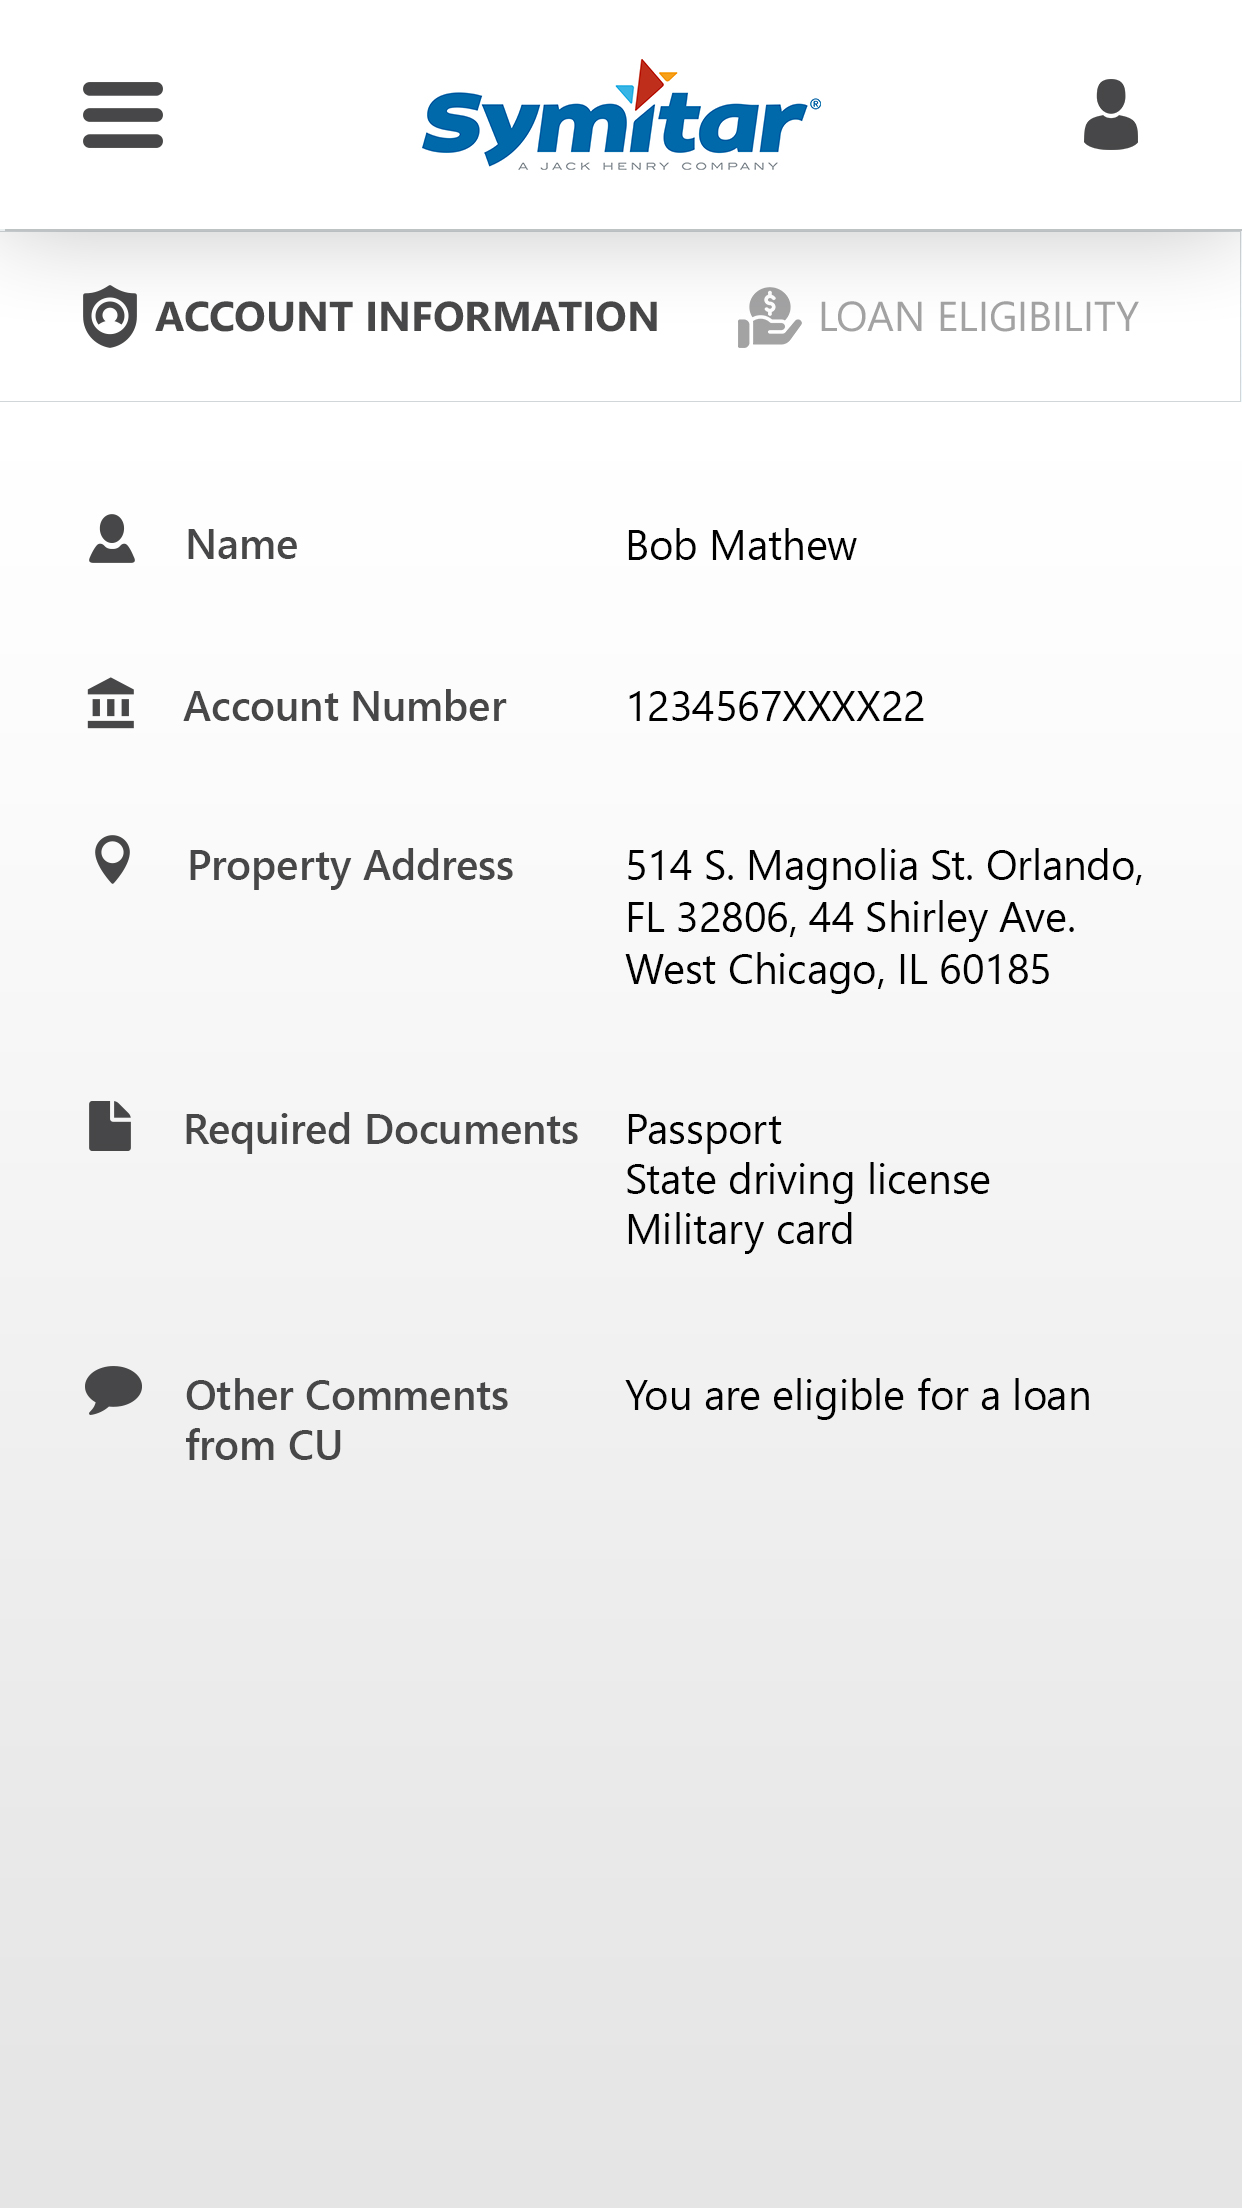 Symitar®
A JACK HENRY COMPANY
ACCOUNT INFORMATION
LOAN ELIGIBILITY
Name
Bob Mathew
Account Number
1234567XXXX22
Property Address
514 S. Magnolia St. Orlando,
FL 32806, 44 Shirley Ave.
West Chicago, IL 60185
Required Documents
Passport
State driving license
Military card
Other Comments
from CU
You are eligible for a loan